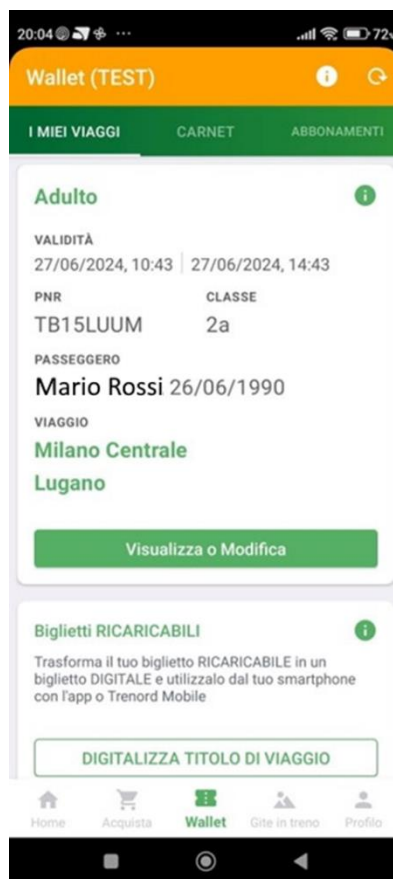 20:04 ... 72
Wallet (TEST)
I MIEI VIAGGI CARNET ABBONAMENTI
Adulto
VALIDITÀ
27/06/2024, 10:43 27/06/2024, 14:43
PNR CLASSE
TB15LUUM 2a
PASSEGGERO
Mario Rossi 26/06/1990
VIAGGIO
Milano Centrale
Lugano
Visualizza o Modifica
Biglietti RICARICABILI
Trasforma il tuo biglietto RICARICABILE in un
biglietto DIGITALE e utilizzalo dal tuo smartphone
con l'app o Trenord Mobile
DIGITALIZZA TITOLO DI VIAGGIO
Home Acquista Wallet Gite in treno Profilo